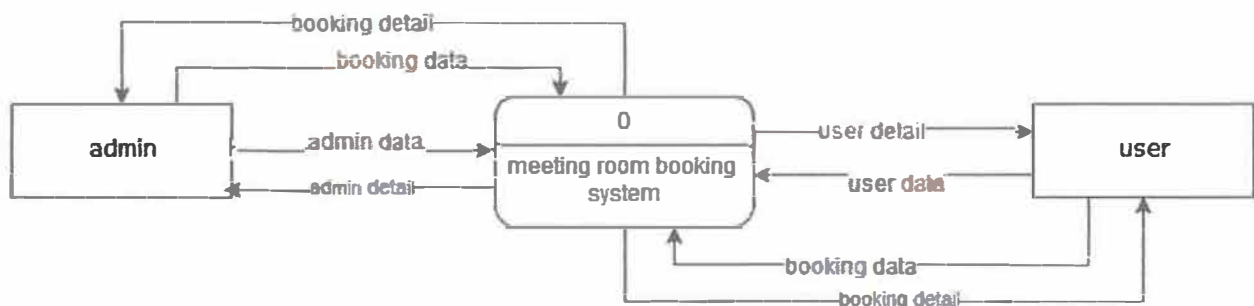 booking detail
booking data
admin
admin data
admin detail
0
meeting room booking
system
user detail
user data
user
booking data
booking detail